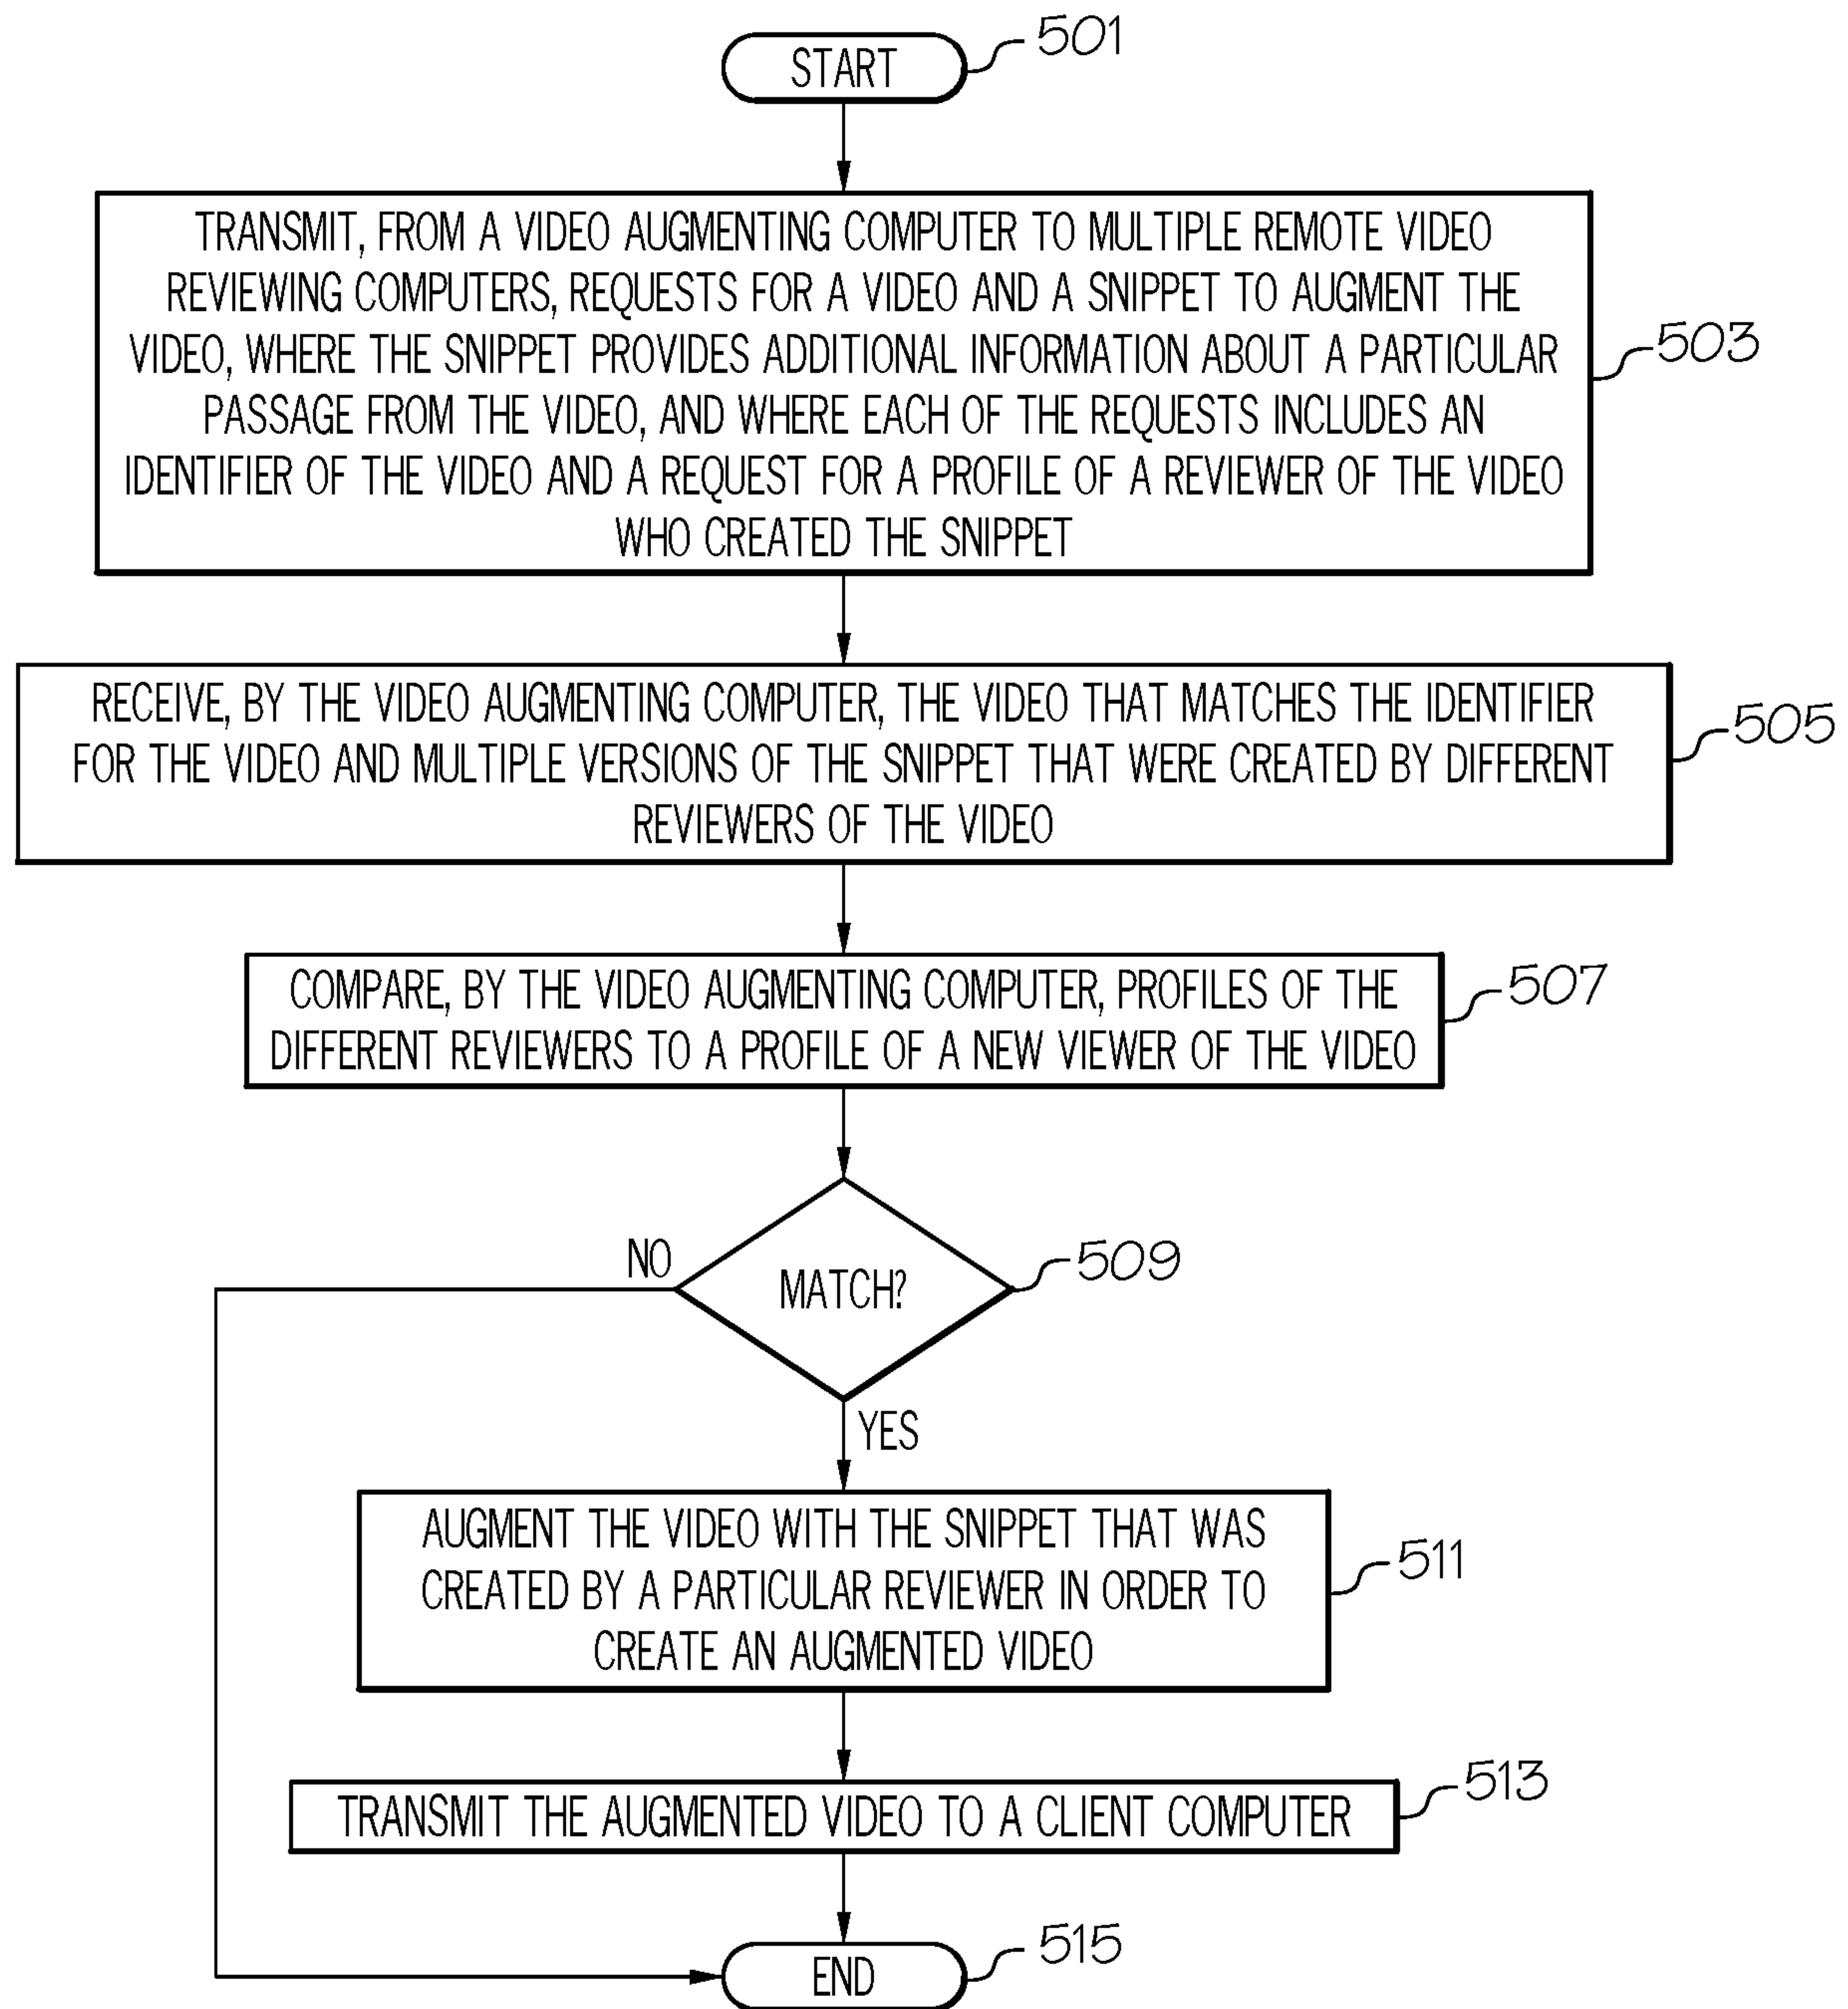 START
501
TRANSMIT, FROM A VIDEO AUGMENTING COMPUTER TO MULTIPLE REMOTE VIDEO
REVIEWING COMPUTERS, REQUESTS FOR A VIDEO AND A SNIPPET TO AUGMENT THE
VIDEO, WHERE THE SNIPPET PROVIDES ADDITIONAL INFORMATION ABOUT A PARTICULAR
PASSAGE FROM THE VIDEO, AND WHERE EACH OF THE REQUESTS INCLUDES AN
IDENTIFIER OF THE VIDEO AND A REQUEST FOR A PROFILE OF A REVIEWER OF THE VIDEO
WHO CREATED THE SNIPPET
503
RECEIVE, BY THE VIDEO AUGMENTING COMPUTER, THE VIDEO THAT MATCHES THE IDENTIFIER
FOR THE VIDEO AND MULTIPLE VERSIONS OF THE SNIPPET THAT WERE CREATED BY DIFFERENT
REVIEWERS OF THE VIDEO
505
COMPARE, BY THE VIDEO AUGMENTING COMPUTER, PROFILES OF THE
DIFFERENT REVIEWERS TO A PROFILE OF A NEW VIEWER OF THE VIDEO
507
NO
MATCH?
509
YES
AUGMENT THE VIDEO WITH THE SNIPPET THAT WAS
CREATED BY A PARTICULAR REVIEWER IN ORDER TO
CREATE AN AUGMENTED VIDEO
511
TRANSMIT THE AUGMENTED VIDEO TO A CLIENT COMPUTER
513
END
515